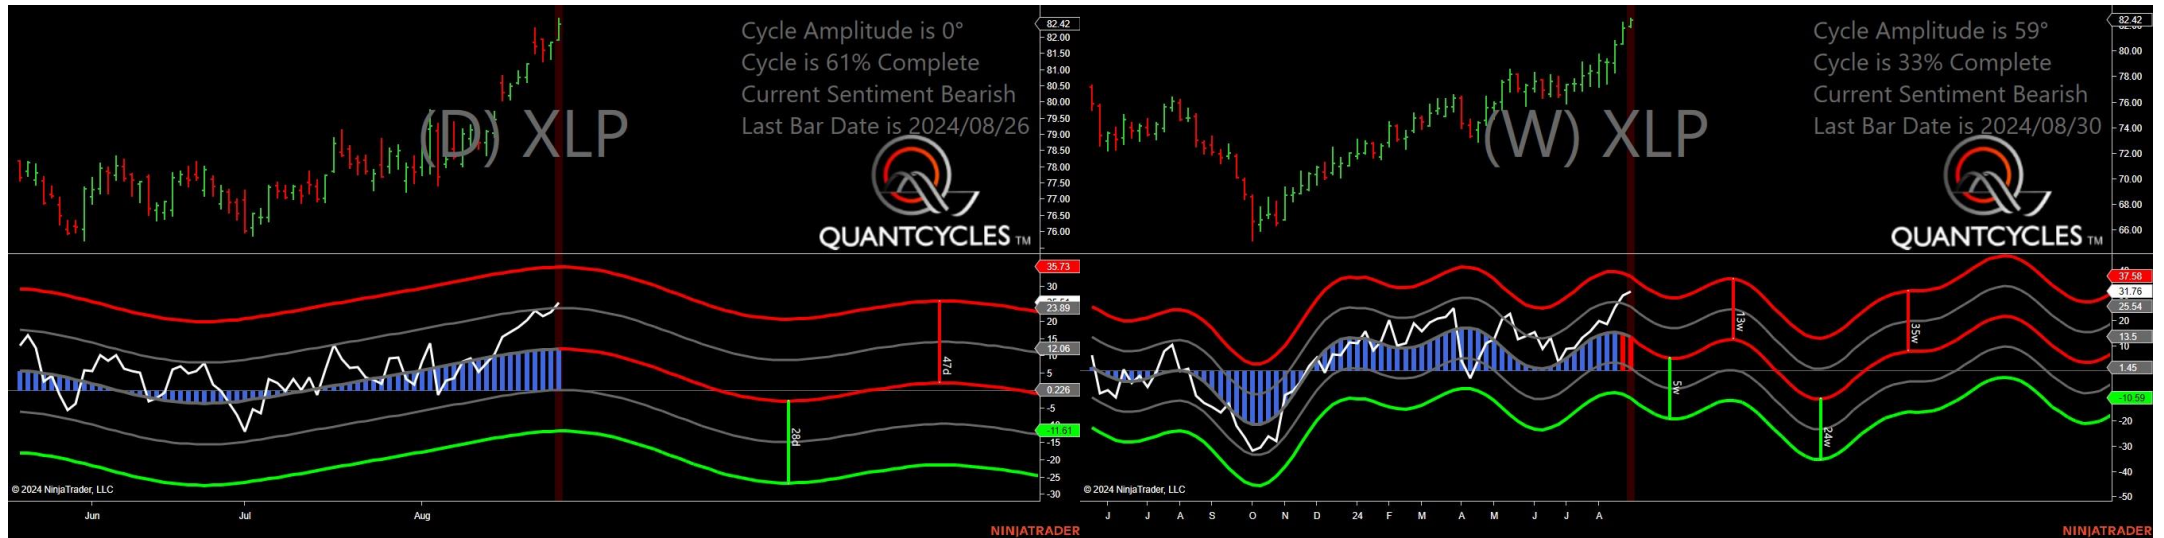 Cycle Amplitude is 0°
Cycle is 61% Complete
Current Sentiment Bearish
Last Bar Date is 2024/08/26
(D) XLP
QUANTCYCLES TM
82.42
82.00
81.50
81.00
80.50
80.00
79.50
79.00
78.50
78.00
77.50
77.00
76.50
76.00
35.73
30
23.89
20
15
12.06
10
5
0.226
-5
-10
-11.61
-15
-20
-25
-30
47d
28d
© 2024 NinjaTrader, LLC
Jun
Jul
Aug
NINJATRADER
Cycle Amplitude is 59°
Cycle is 33% Complete
Current Sentiment Bearish
Last Bar Date is 2024/08/30
(W) XLP
QUANTCYCLES TM
82.42
80.00
78.00
76.00
74.00
72.00
70.00
68.00
66.00
37.58
31.76
25.54
20
13.5
10
1.45
-10.59
-20
-30
-40
-50
13w
35w
5w
24w
© 2024 NinjaTrader, LLC
J
J
A
S
O
N
D
24
F
M
A
M
J
J
A
NINJATRADER